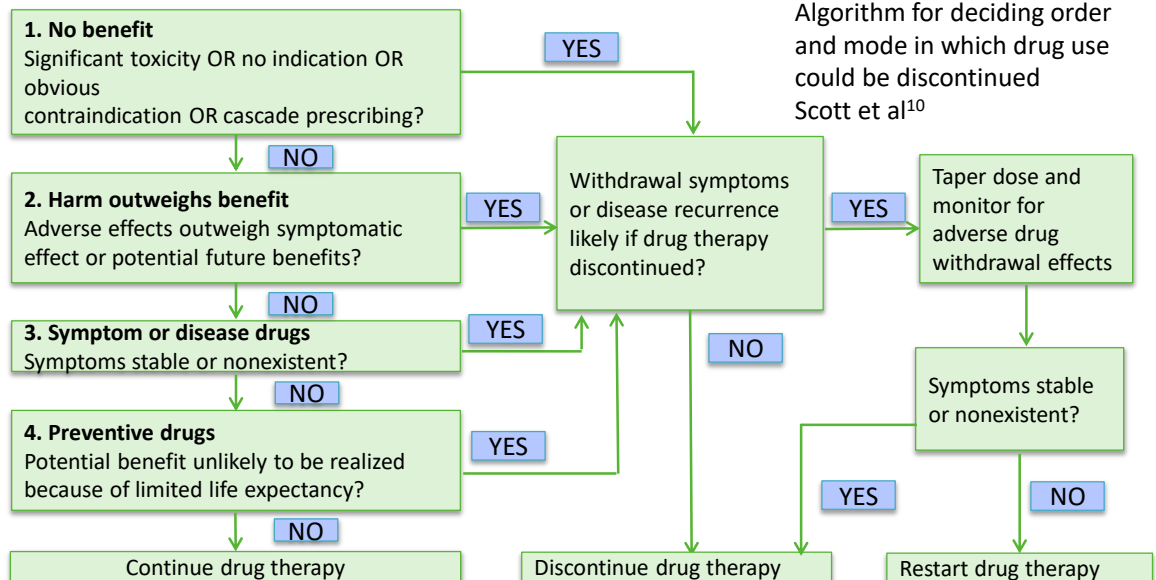 1. No benefit
Significant toxicity OR no indication OR
obvious
contraindication OR cascade prescribing?
YES
Algorithm for deciding order
and mode in which drug use
could be discontinued
Scott et al10
NO
2. Harm outweighs benefit
Adverse effects outweigh symptomatic
effect or potential future benefits?
YES
Withdrawal symptoms
or disease recurrence
likely if drug therapy
discontinued?
YES
Taper dose and
monitor for
adverse drug
withdrawal effects
NO
3. Symptom or disease drugs
Symptoms stable or nonexistent?
YES
NO
NO
4. Preventive drugs
Potential benefit unlikely to be realized
because of limited life expectancy?
YES
Symptoms stable
or nonexistent?
YES
NO
NO
Continue drug therapy
Discontinue drug therapy
Restart drug therapy